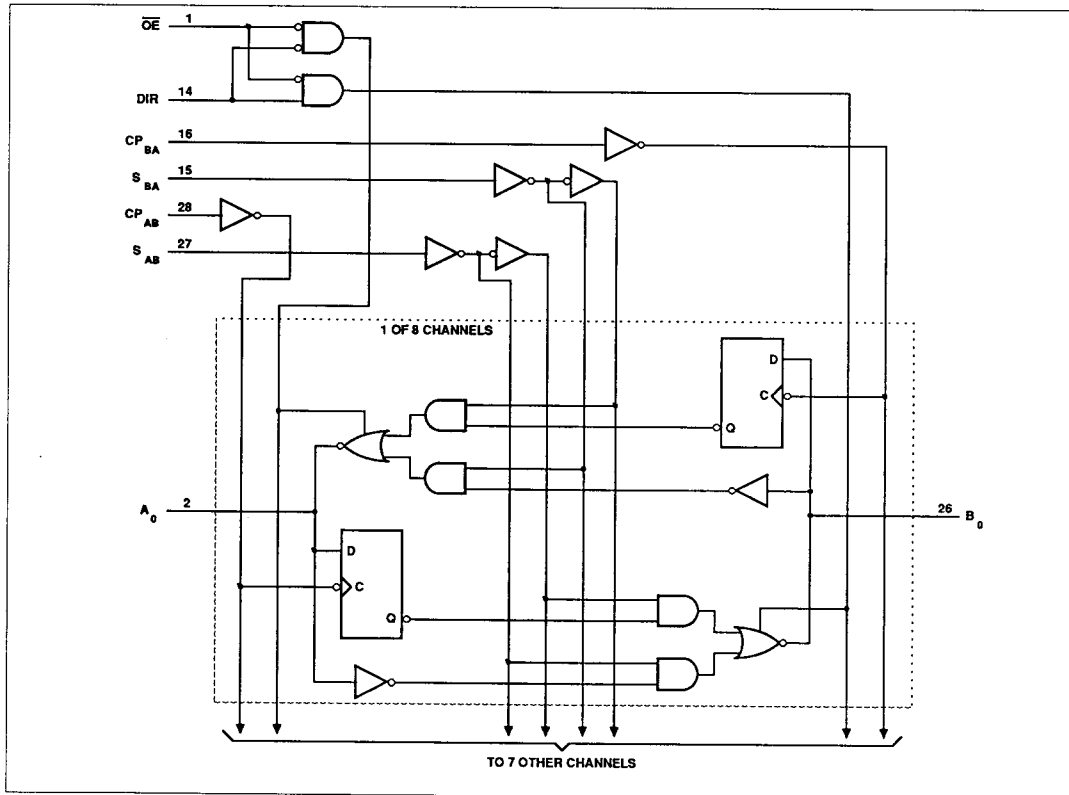 O̅E̅ 1
DIR 14
CP BA 16
S BA 15
CP AB 28
S AB 27
1 OF 8 CHANNELS
D
C
Q
A 0 2
26 B 0
D
C
Q
TO 7 OTHER CHANNELS